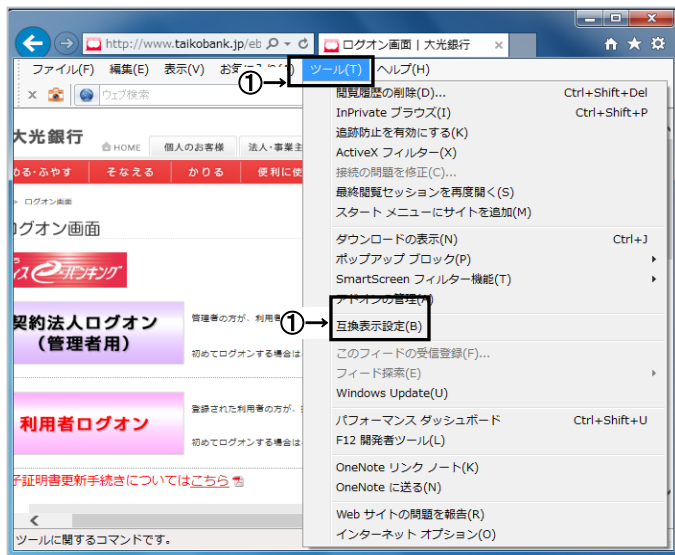 http://www.taikobank.jp/eb
ログオン画面 | 大光銀行
ファイル(F) 編集(E) 表示(V) ツール(T) ヘルプ(H)
①→
ウェブ検索
大光銀行
HOME 個人のお客様 法人・事業主
める・ふやす そなえる かりる 便利に使
ログオン画面
ログオン画面
契約法人ログオン
(管理者用)
管理者の方が、利用者
初めてログオンする場合は
利用者ログオン
登録された利用者の方が、
初めてログオンする場合は
子証明書更新手続きについてはこちら
ツールに関するコマンドです。
閲覧履歴の削除(D)... Ctrl+Shift+Del
InPrivate ブラウズ(I) Ctrl+Shift+P
追跡防止を有効にする(K)
ActiveX フィルター(X)
接続の問題を修正(C)...
最終閲覧セッションを再度開く(S)
スタート メニューにサイトを追加(M)
ダウンロードの表示(N) Ctrl+J
ポップアップ ブロック(P)
SmartScreen フィルター機能(T)
アドオンの管理(A)
①→ 互換表示設定(B)
このフィードの受信登録(F)...
フィード探索(E)
Windows Update(U)
パフォーマンス ダッシュボード Ctrl+Shift+U
F12 開発者ツール(L)
OneNote リンク ノート(K)
OneNote に送る(N)
Web サイトの問題を報告(R)
インターネット オプション(O)